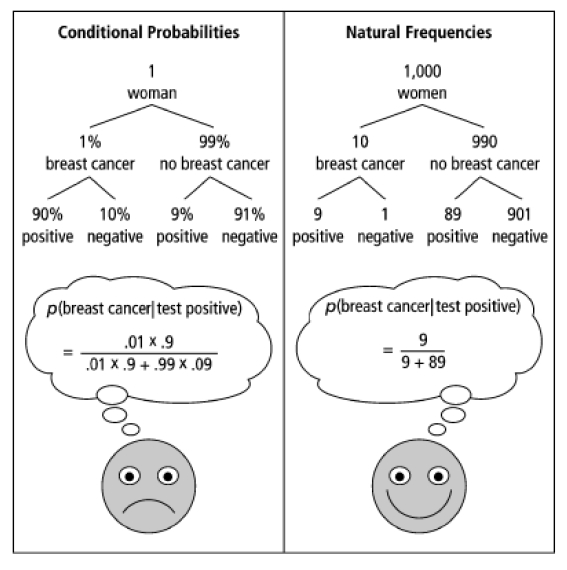 Conditional Probabilities
1
woman
1% 99%
breast cancer no breast cancer
90% 10% 9% 91%
positive negative positive negative
p(breast cancer|test positive)
= .01 x .9
.01 x .9 + .99 x .09
Natural Frequencies
1,000
women
10 990
breast cancer no breast cancer
9 1 89 901
positive negative positive negative
p(breast cancer|test positive)
= 9
9 + 89